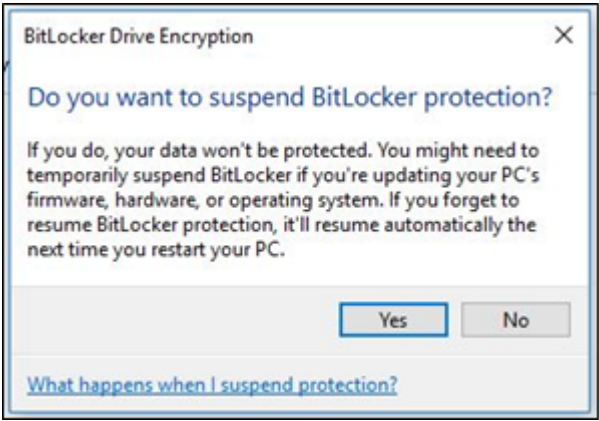 BitLocker Drive Encryption
Do you want to suspend BitLocker protection?
If you do, your data won't be protected. You might need to
temporarily suspend BitLocker if you're updating your PC's
firmware, hardware, or operating system. If you forget to
resume BitLocker protection, it'll resume automatically the
next time you restart your PC.
Yes No
What happens when I suspend protection?